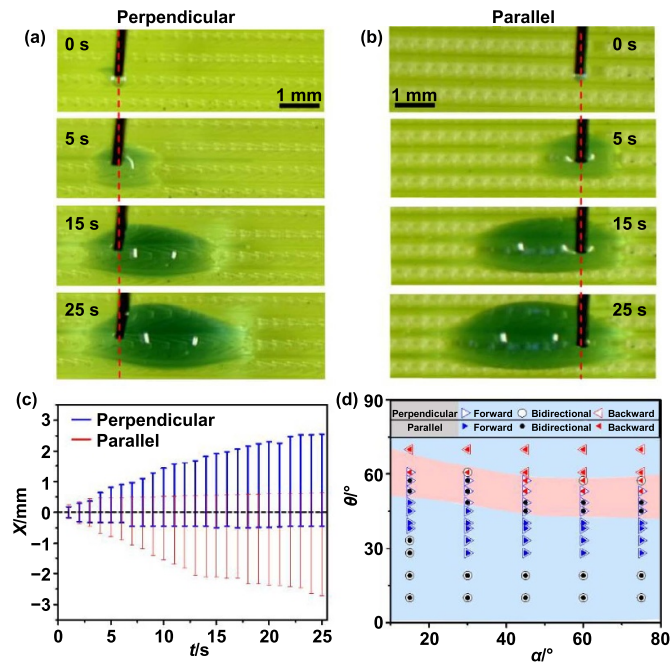 Perpendicular
Parallel
(a)
0 s
1 mm
5 s
15 s
25 s
(b)
0 s
1 mm
5 s
15 s
25 s
(c)
Perpendicular
Parallel
X/mm
3
2
1
0
−1
−2
−3
0 5 10 15 20 25
t/s
(d)
Perpendicular Forward Bidirectional Backward
Parallel Forward Bidirectional Backward
θ/°
90
60
30
0
20 40 60 80
α/°